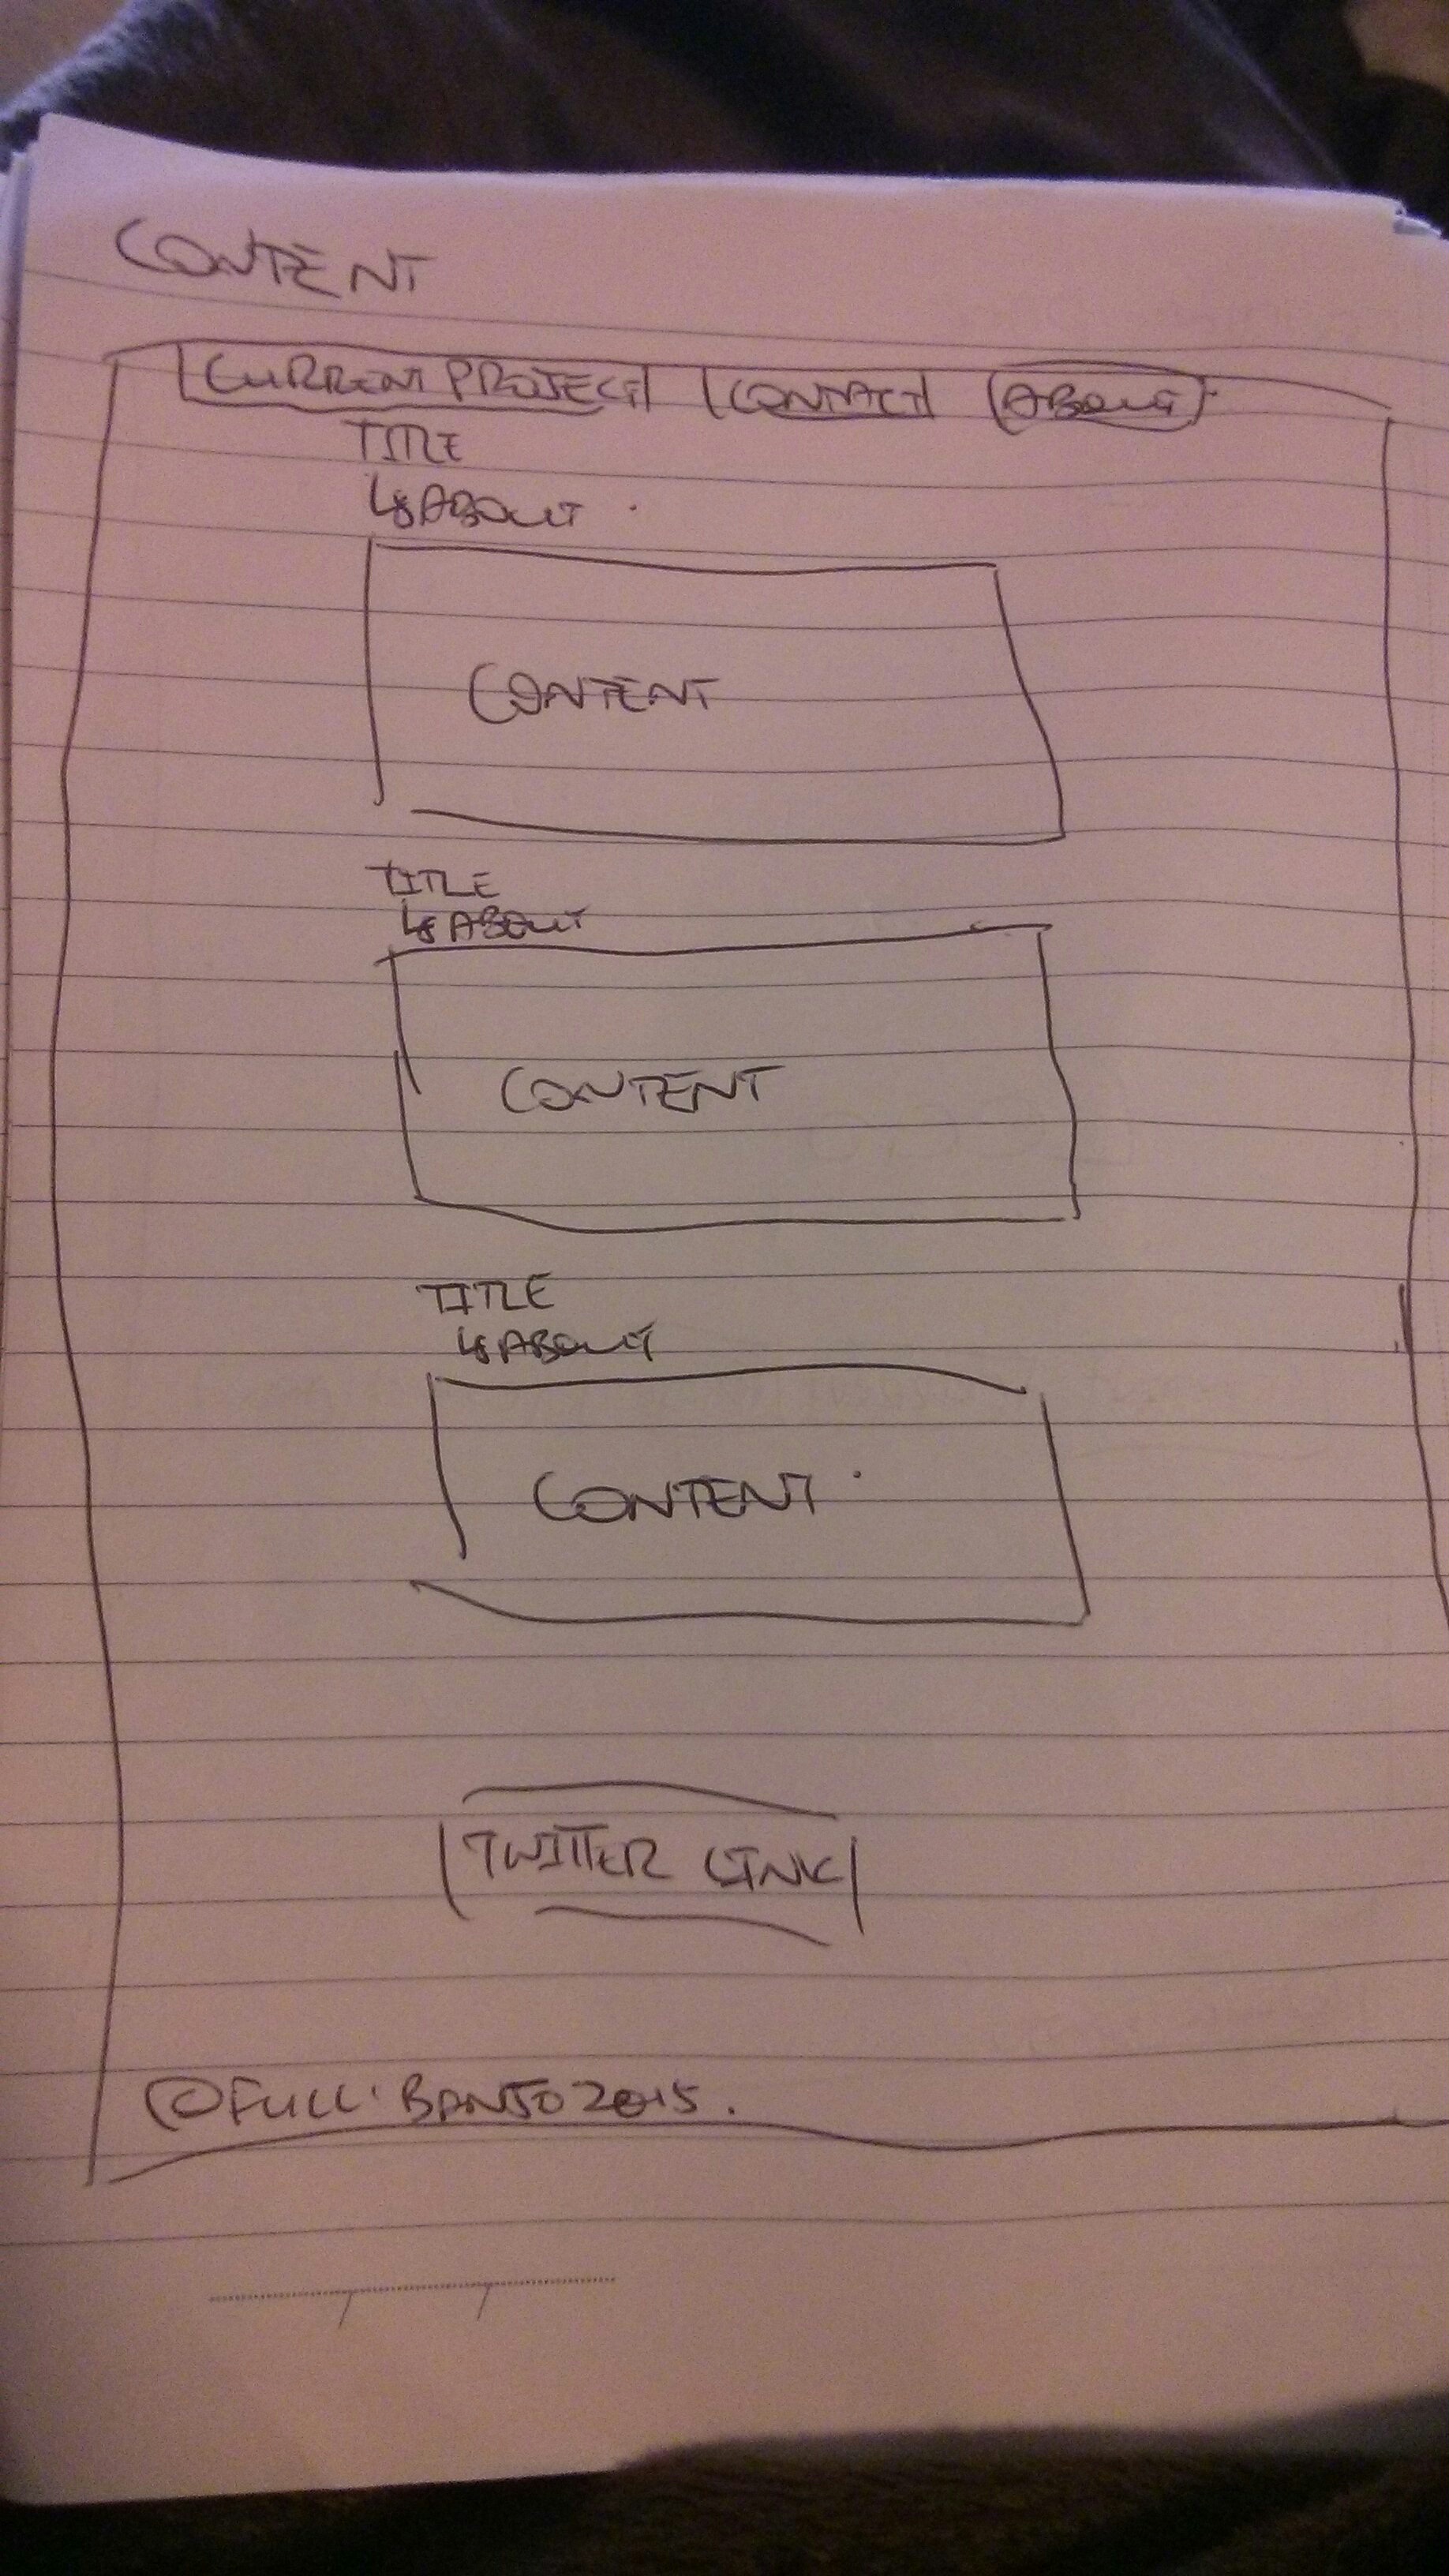 CONTENT
CURRENT PROJECT CONTACT ABOUT
TITLE
↳ ABOUT
CONTENT
TITLE
↳ ABOUT
CONTENT
TITLE
↳ ABOUT
CONTENT
TWITTER LINK
© FULL BANJO 2015.